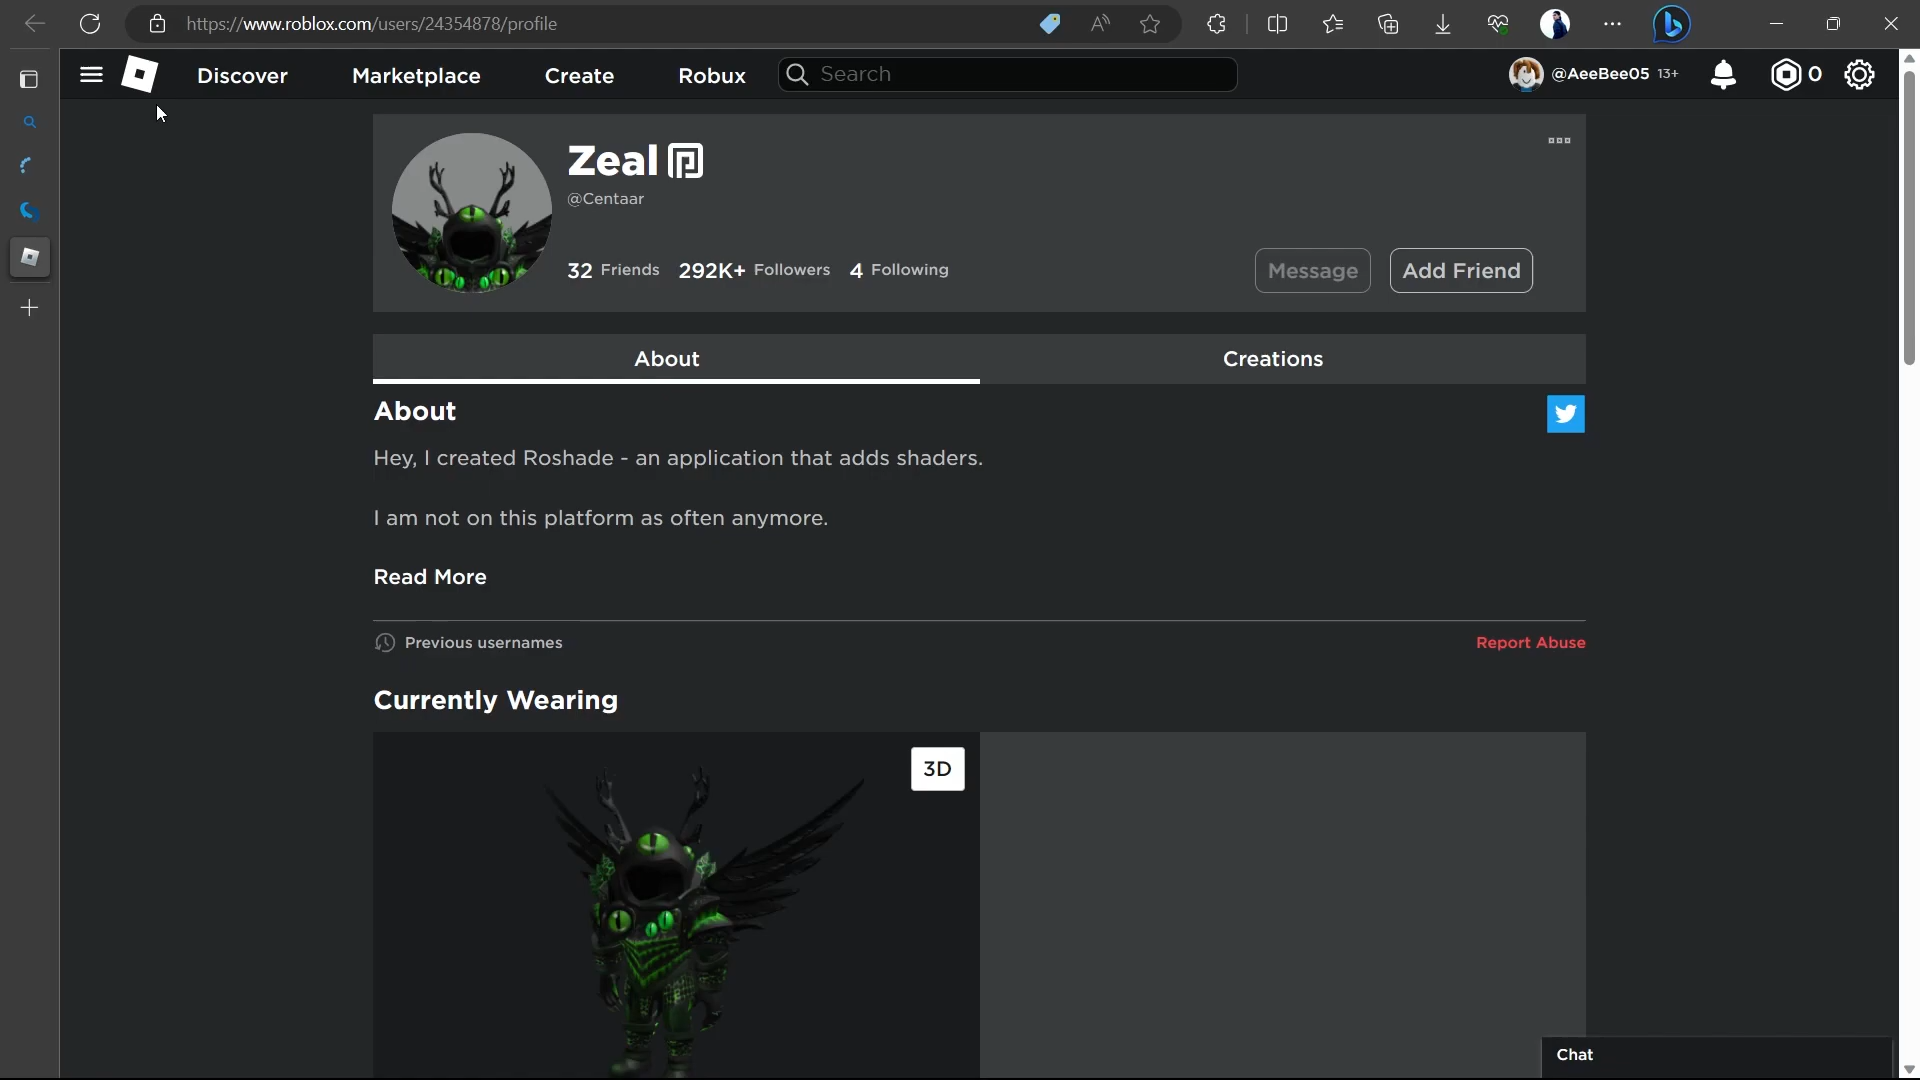 https://www.roblox.com/users/24354878/profile
Discover Marketplace Create Robux Search @AeeBee05 13+ 0
Zeal
@Centaar
32 Friends 292K+ Followers 4 Following Message Add Friend
About Creations
About
Hey, I created Roshade - an application that adds shaders.
I am not on this platform as often anymore.
Read More
Previous usernames Report Abuse
Currently Wearing
3D
Chat